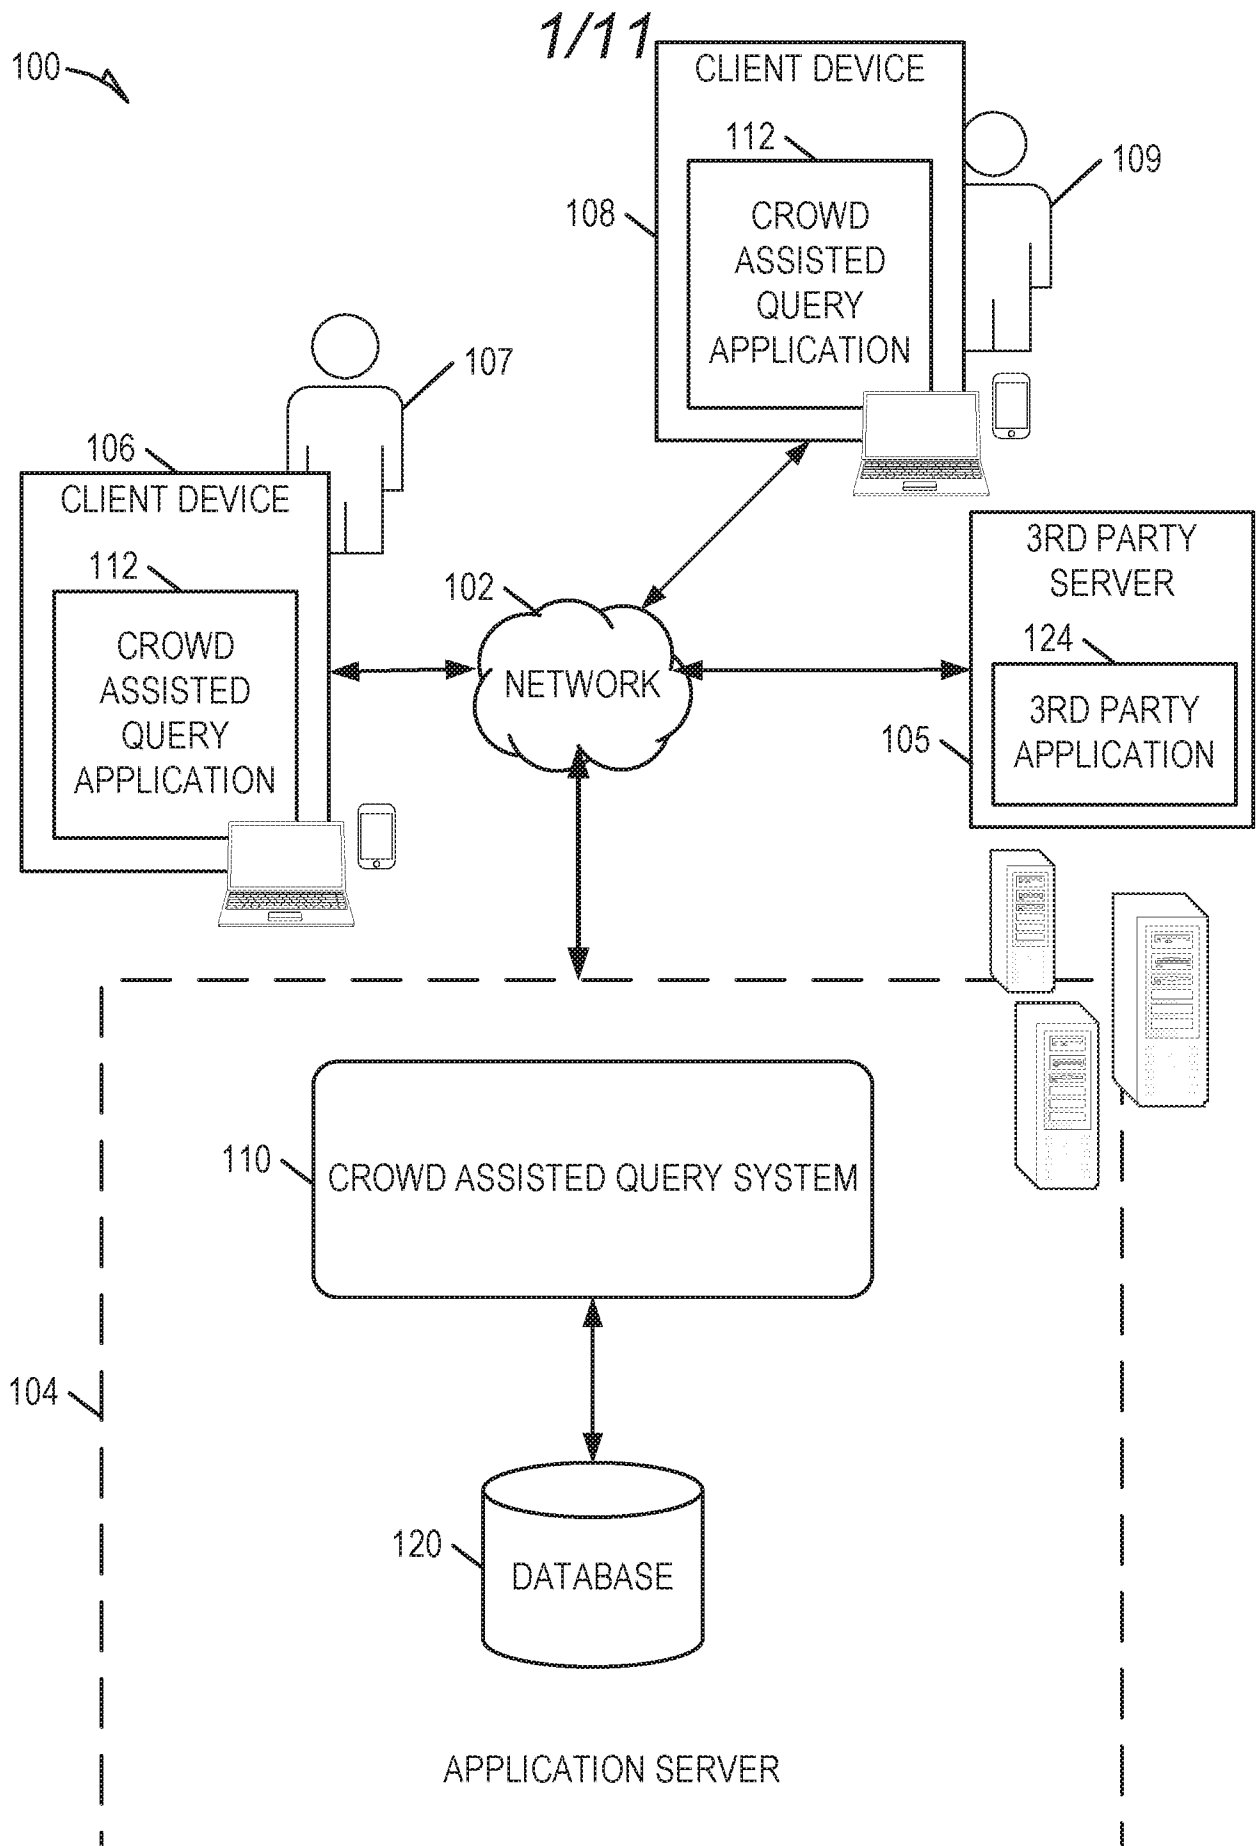 1/11
100
CLIENT DEVICE
112
109
108
CROWD
ASSISTED
QUERY
APPLICATION
107
106
CLIENT DEVICE
112
CROWD
ASSISTED
QUERY
APPLICATION
102
NETWORK
3RD PARTY
SERVER
124
3RD PARTY
APPLICATION
105
110
CROWD ASSISTED QUERY SYSTEM
104
120
DATABASE
APPLICATION SERVER